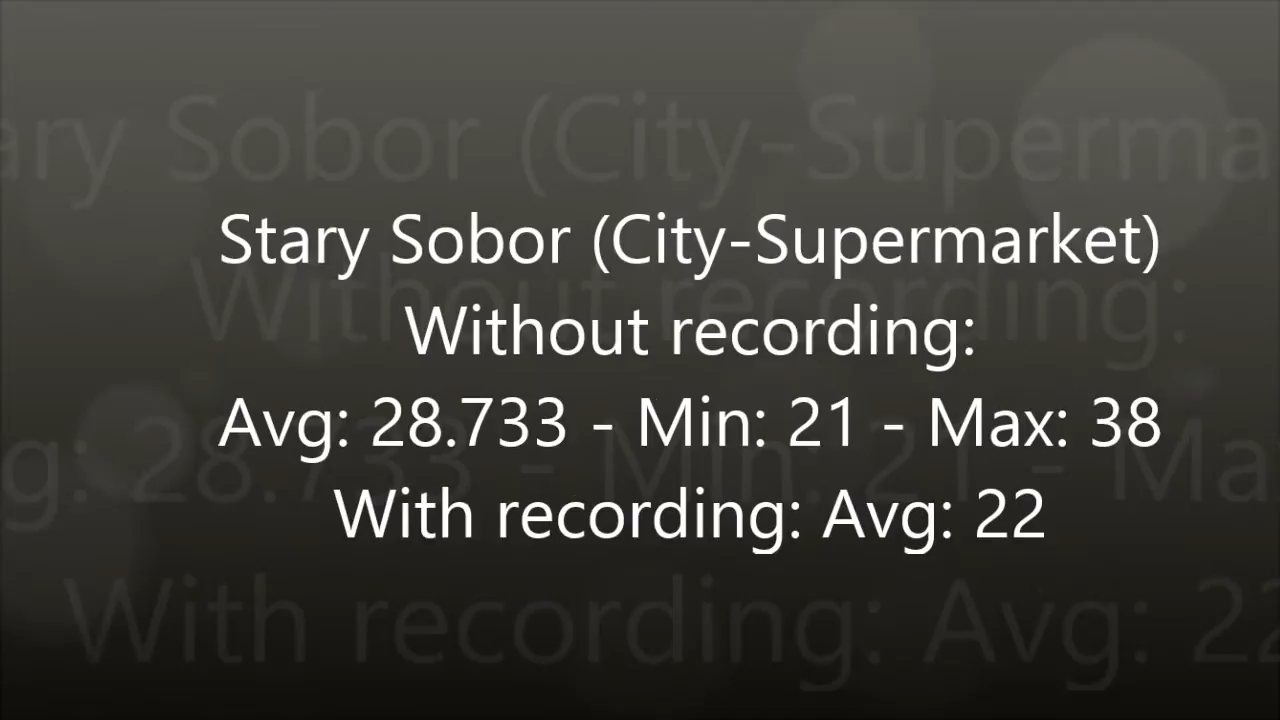 Stary Sobor (City-Supermarket)
Without recording:
Avg: 28.733 - Min: 21 - Max: 38
With recording: Avg: 22